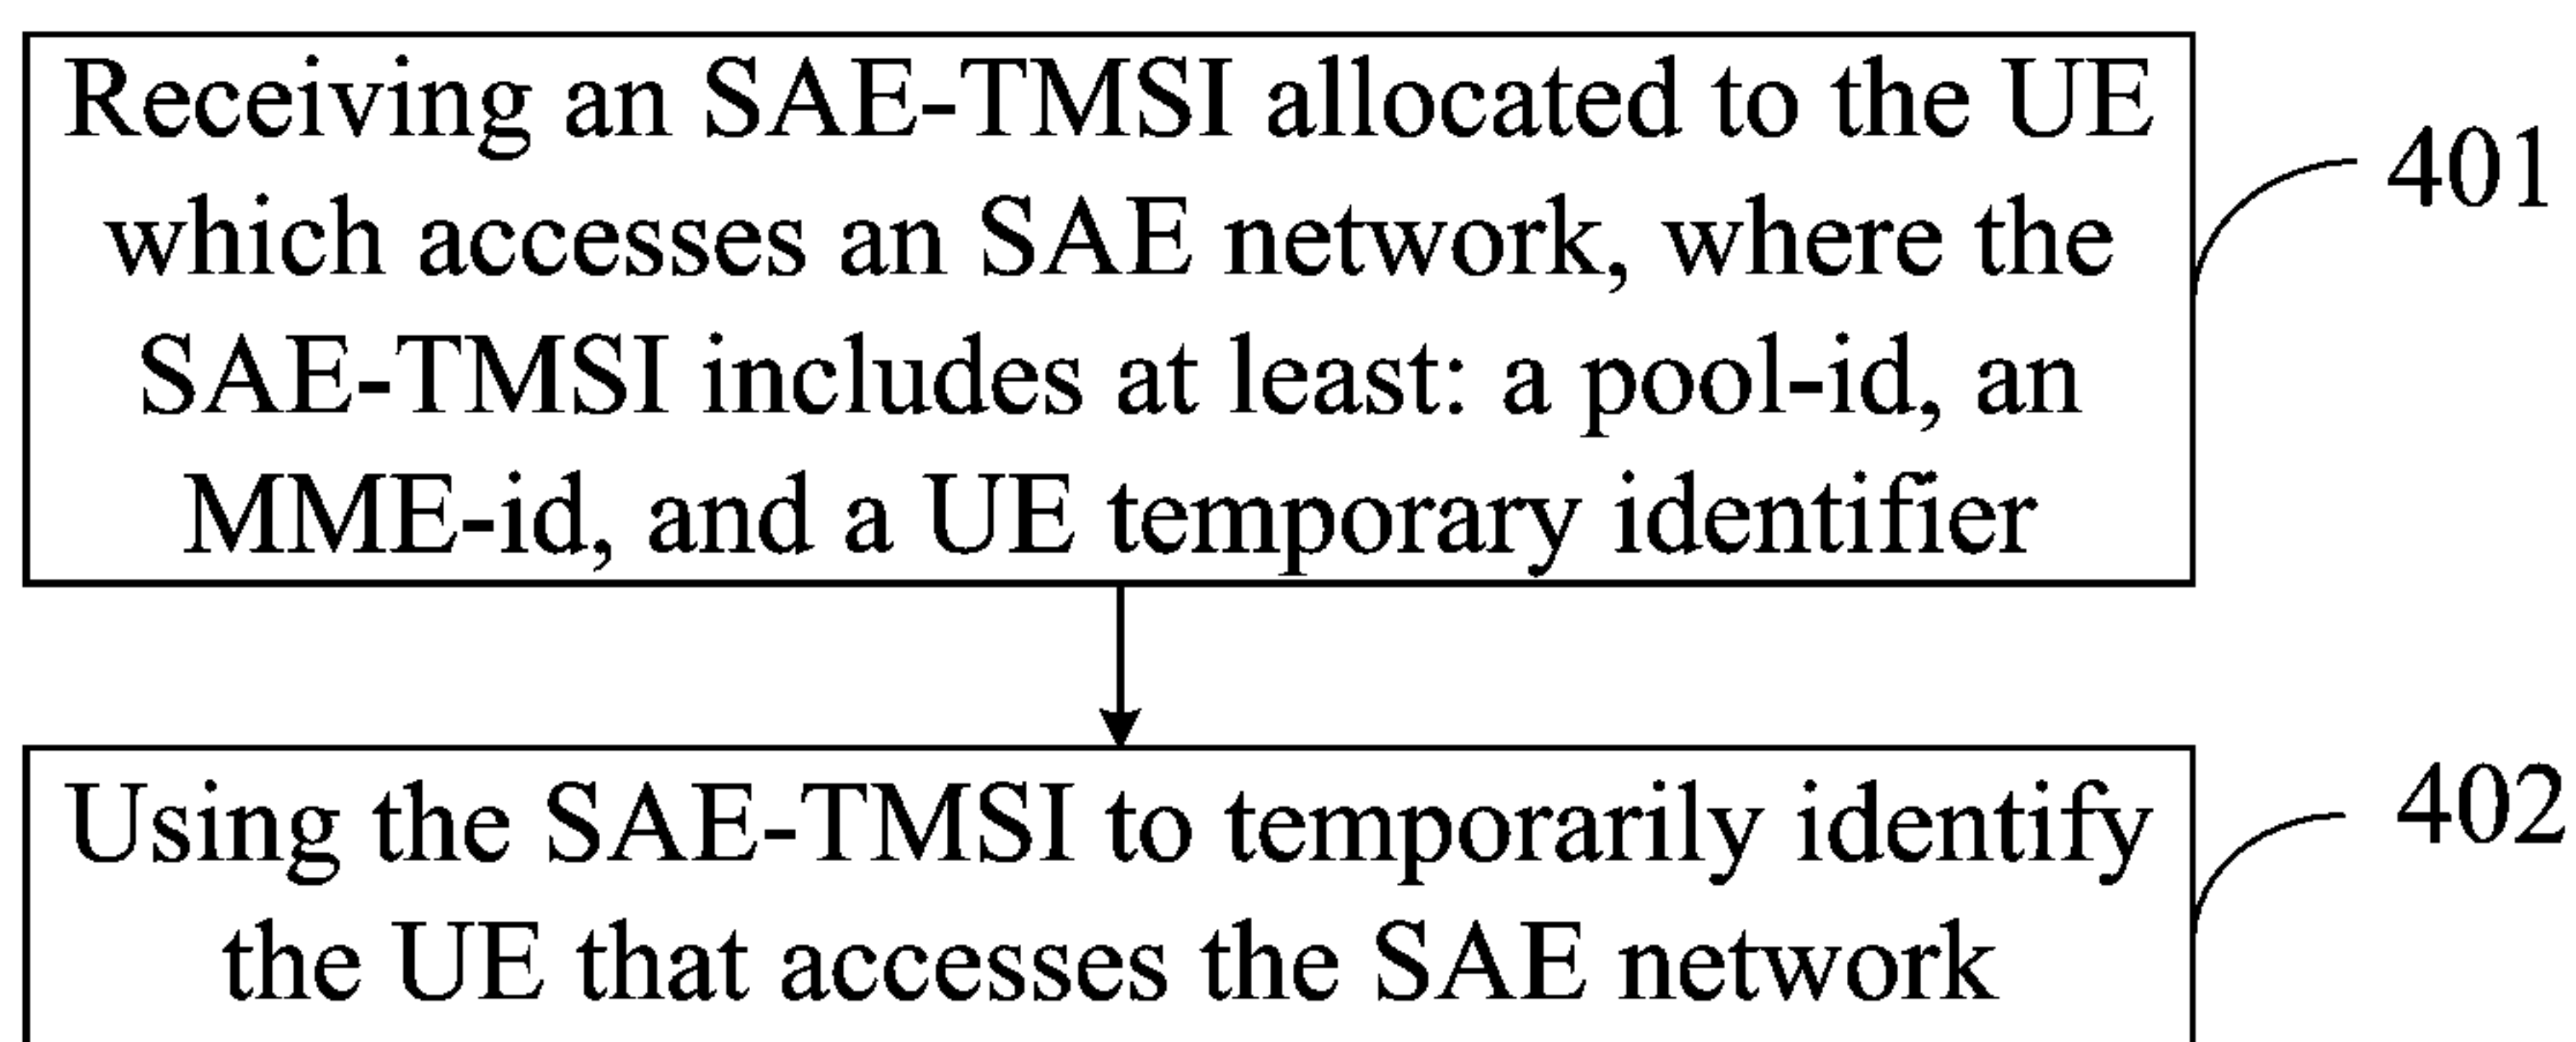 Receiving an SAE-TMSI allocated to the UE
which accesses an SAE network, where the
SAE-TMSI includes at least: a pool-id, an
MME-id, and a UE temporary identifier
401
Using the SAE-TMSI to temporarily identify
the UE that accesses the SAE network
402